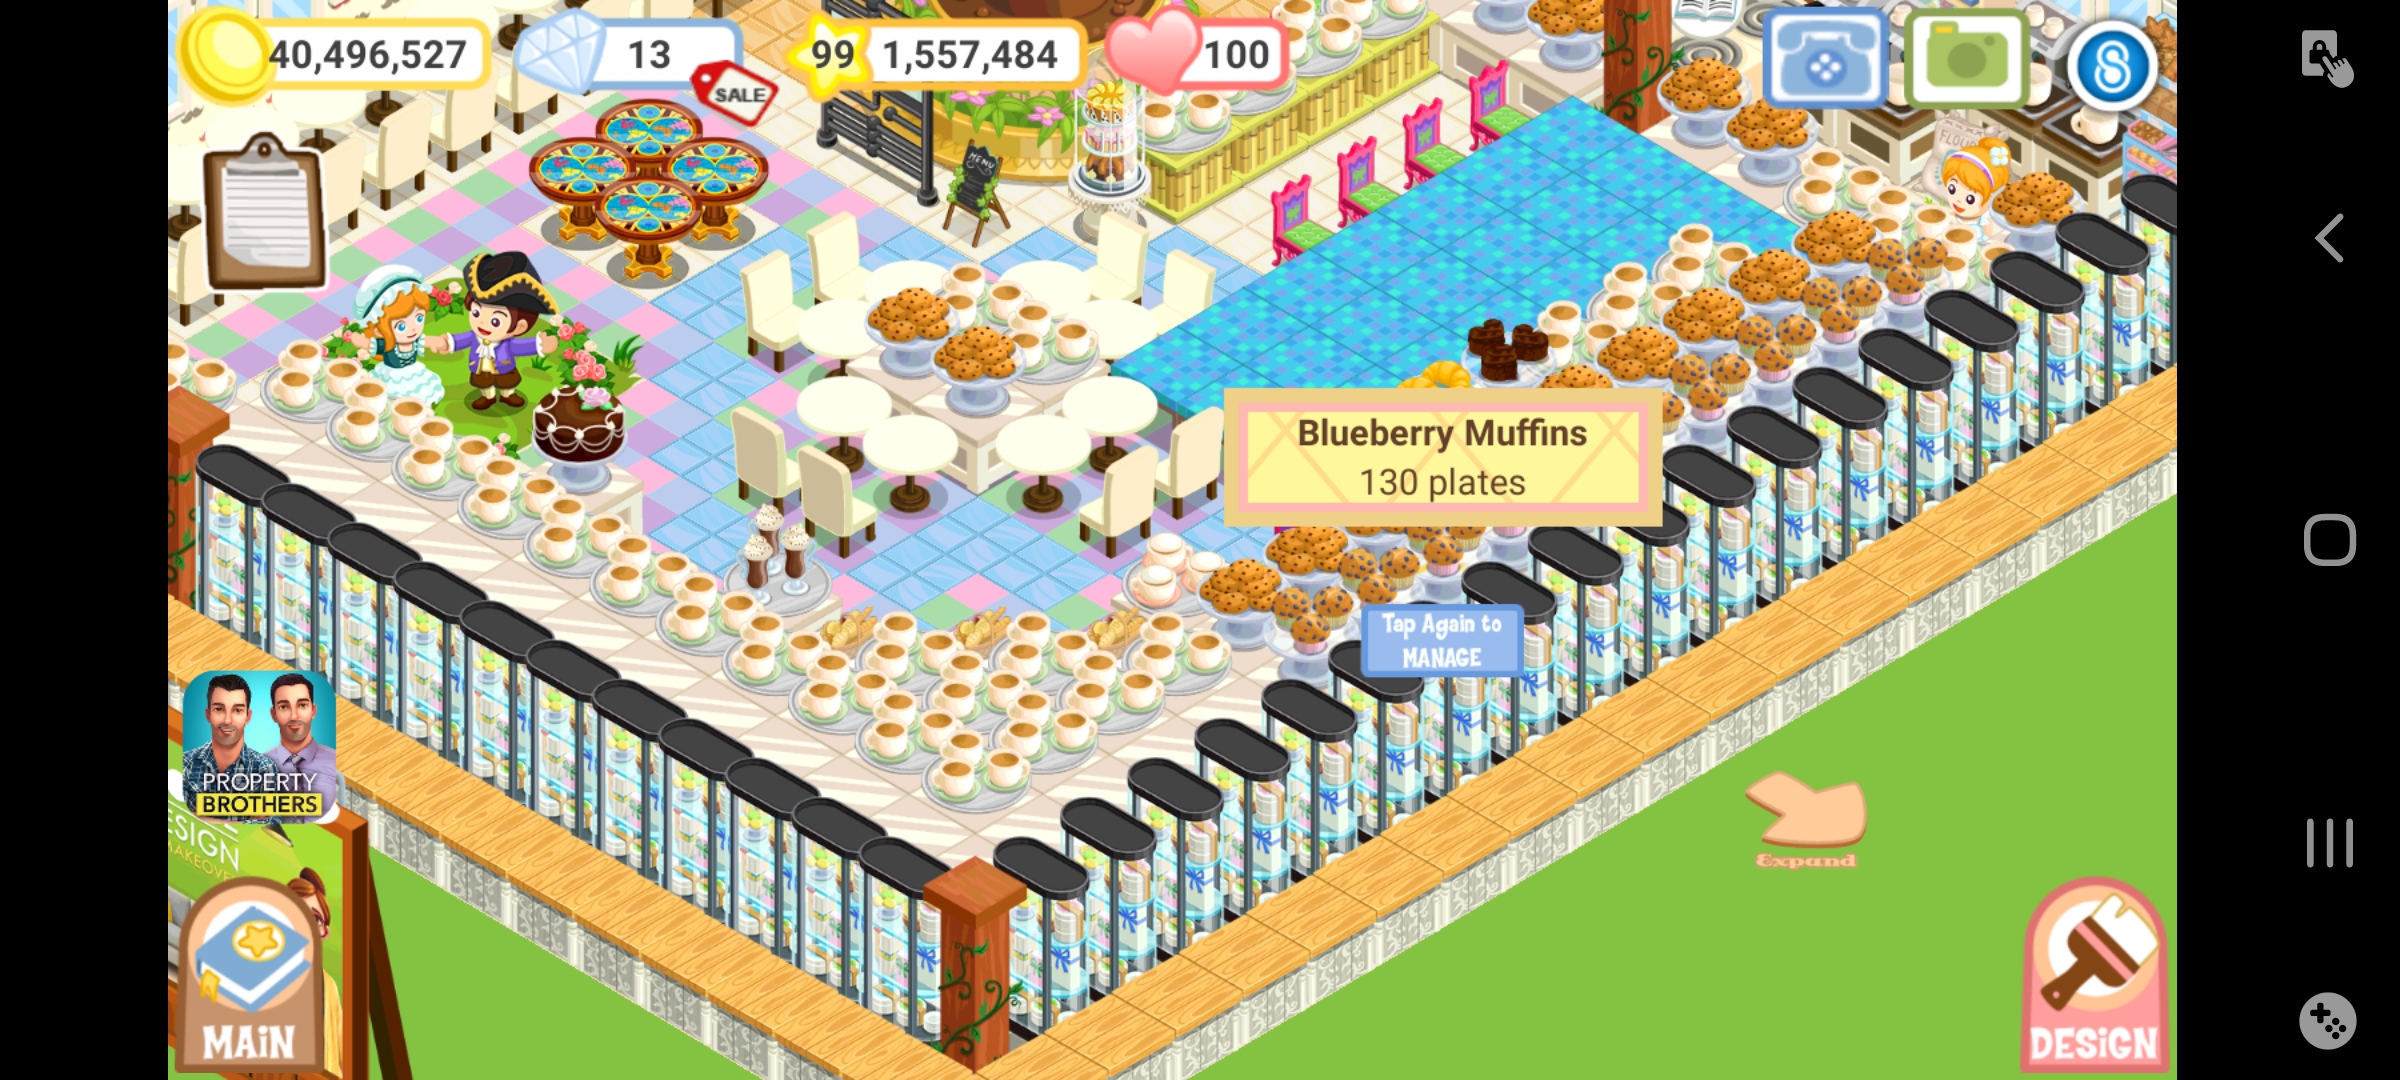 40,496,527
13
SALE
99
1,557,484
100
MENU
FLOUR
Blueberry Muffins
130 plates
Tap Again to
MANAGE
PROPERTY
BROTHERS
ESIGN
MAKEOVE
Expand
MAiN
DESiGN